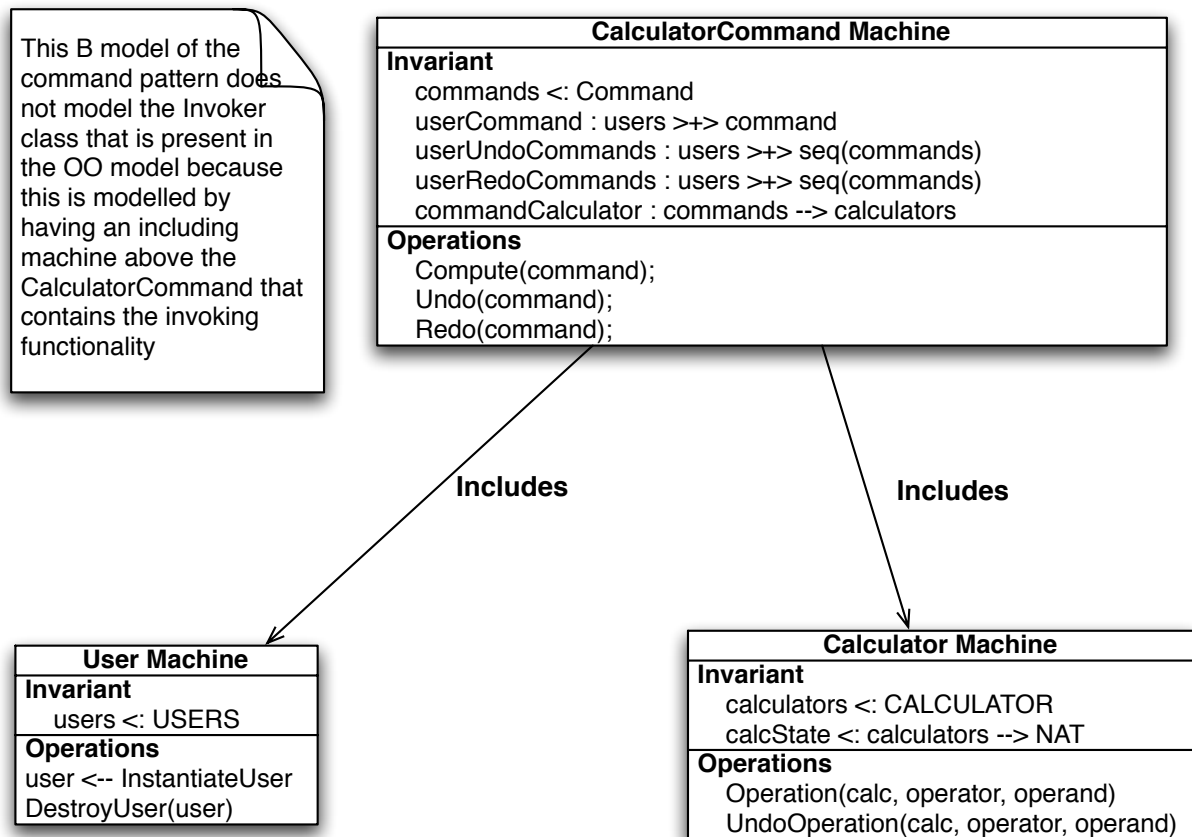 This B model of the
command pattern does
not model the Invoker
class that is present in
the OO model because
this is modelled by
having an including
machine above the
CalculatorCommand that
contains the invoking
functionality
CalculatorCommand Machine
Invariant
commands <: Command
userCommand : users >+> command
userUndoCommands : users >+> seq(commands)
userRedoCommands : users >+> seq(commands)
commandCalculator : commands --> calculators
Operations
Compute(command);
Undo(command);
Redo(command);
Includes
Includes
User Machine
Invariant
users <: USERS
Operations
user <-- InstantiateUser
DestroyUser(user)
Calculator Machine
Invariant
calculators <: CALCULATOR
calcState <: calculators --> NAT
Operations
Operation(calc, operator, operand)
UndoOperation(calc, operator, operand)